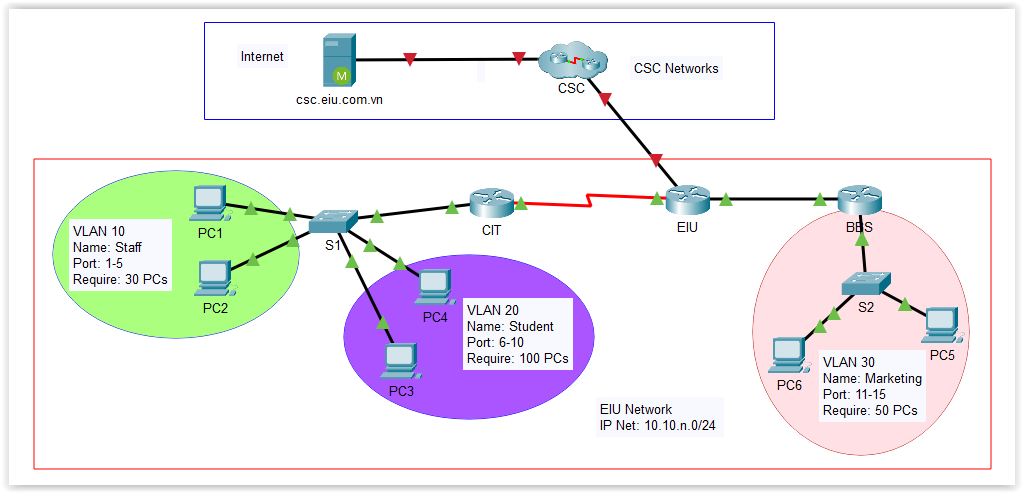 Internet
M
csc.eiu.com.vn
CSC
CSC Networks
PC1
VLAN 10
Name: Staff
Port: 1-5
Require: 30 PCs
PC2
S1
CIT
EIU
BBS
PC4
VLAN 20
Name: Student
Port: 6-10
Require: 100 PCs
PC3
S2
PC5
PC6
VLAN 30
Name: Marketing
Port: 11-15
Require: 50 PCs
EIU Network
IP Net: 10.10.n.0/24